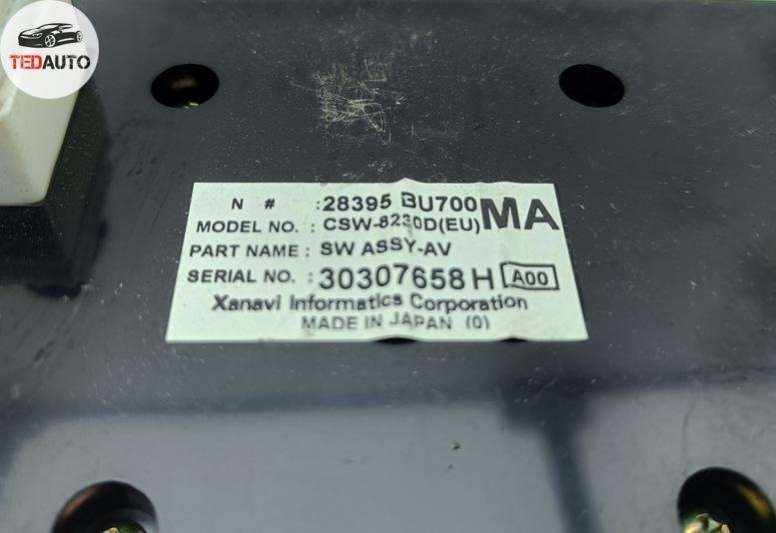 TEDAUTO
N # :28395 BU700 MA
MODEL NO. : CSW-8230D(EU)
PART NAME : SW ASSY-AV
SERIAL NO. : 30307658 H A00
Xanavi Informatics Corporation
MADE IN JAPAN (0)